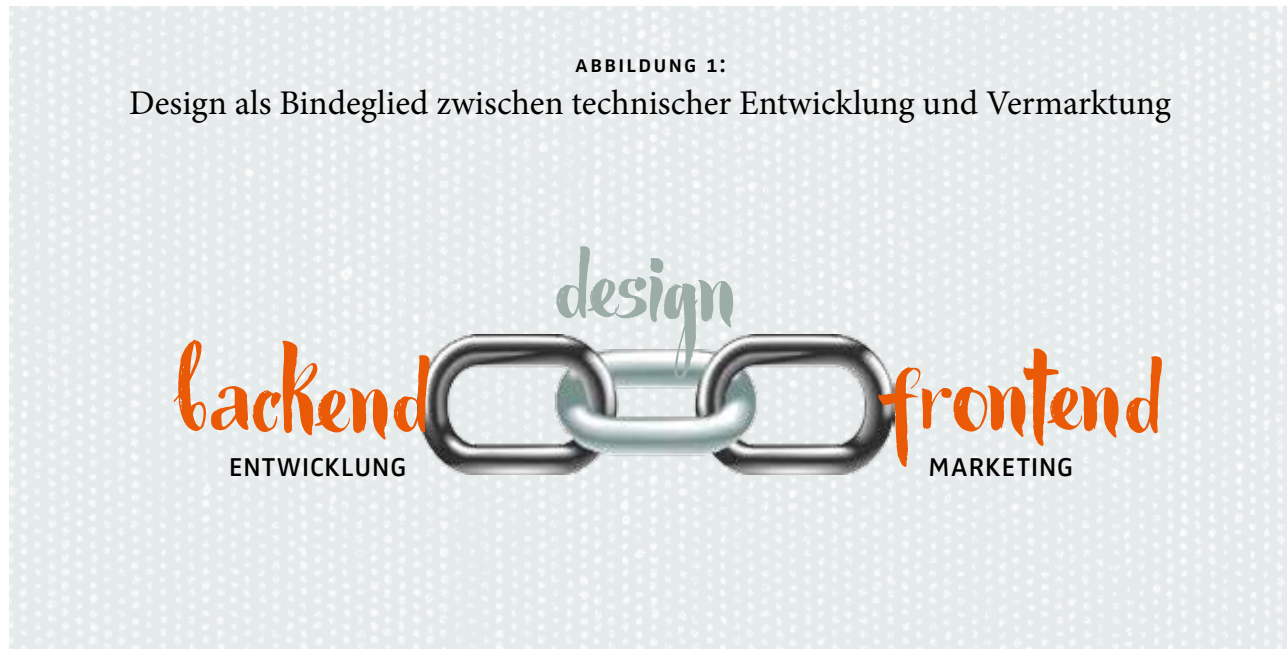 ABBILDUNG 1:
Design als Bindeglied zwischen technischer Entwicklung und Vermarktung
design
backend
frontend
ENTWICKLUNG
MARKETING